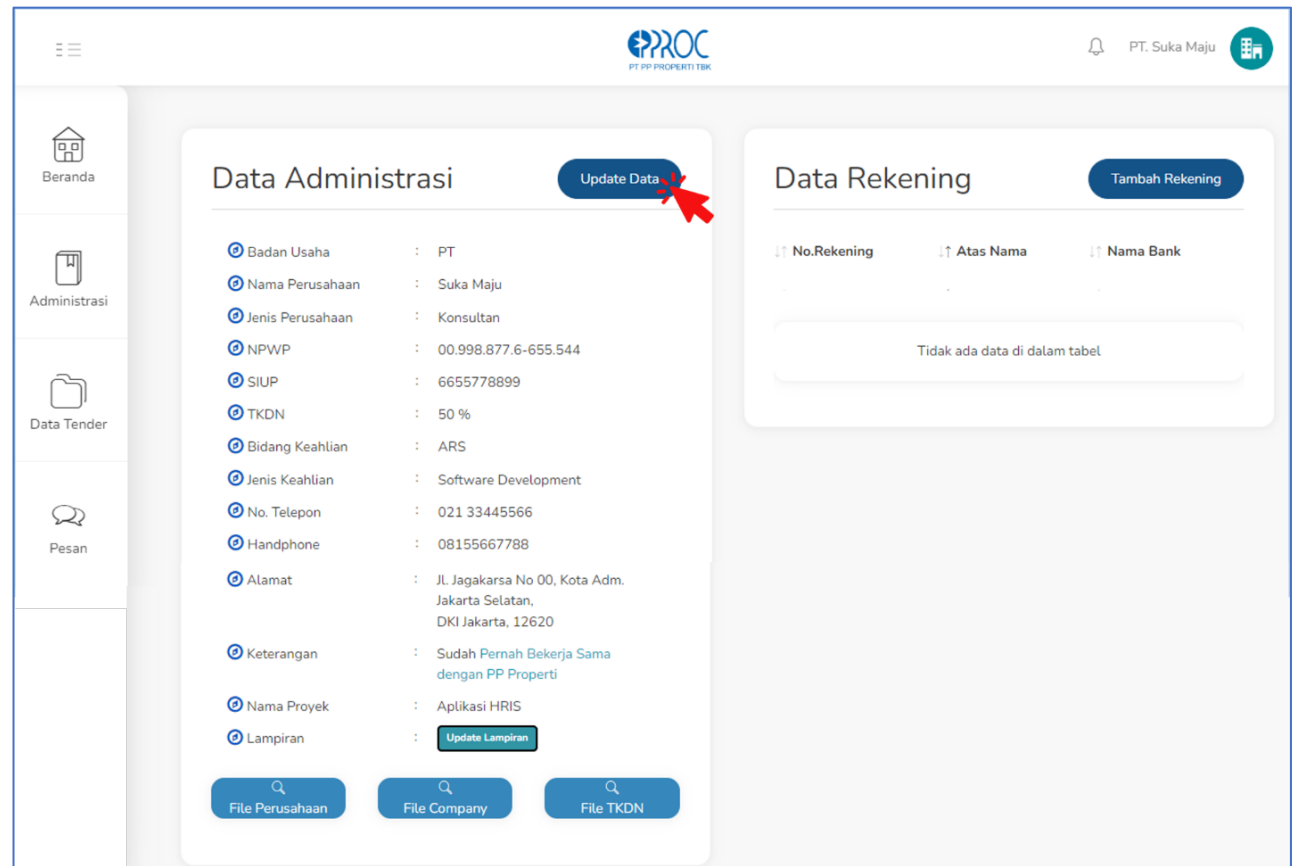 EPPROC
PT PP PROPERTI TBK
PT. Suka Maju
Beranda
Administrasi
Data Tender
Pesan
Data Administrasi
Update Data
Badan Usaha : PT
Nama Perusahaan : Suka Maju
Jenis Perusahaan : Konsultan
NPWP : 00.998.877.6-655.544
SIUP : 6655778899
TKDN : 50 %
Bidang Keahlian : ARS
Jenis Keahlian : Software Development
No. Telepon : 021 33445566
Handphone : 08155667788
Alamat : Jl. Jagakarsa No 00, Kota Adm.
Jakarta Selatan,
DKI Jakarta, 12620
Keterangan : Sudah Pernah Bekerja Sama
dengan PP Properti
Nama Proyek : Aplikasi HRIS
Lampiran : Update Lampiran
File Perusahaan
File Company
File TKDN
Data Rekening
Tambah Rekening
No.Rekening Atas Nama Nama Bank
Tidak ada data di dalam tabel